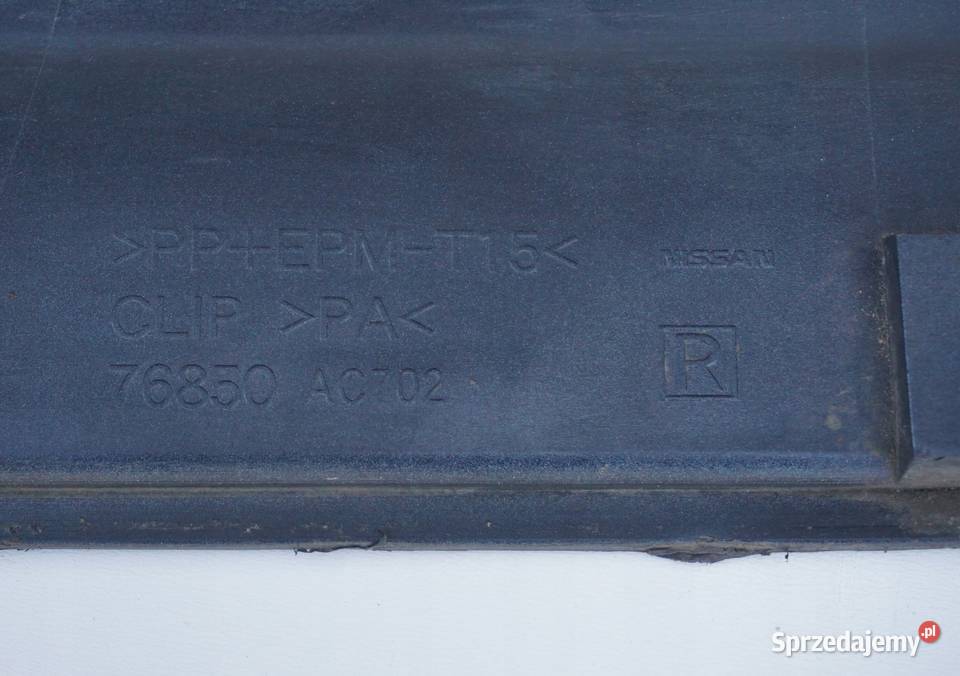 >PP+EPM-T15<
NISSAN
CLIP >PA<
R
76850 AC702
Sprzedajemy.pl